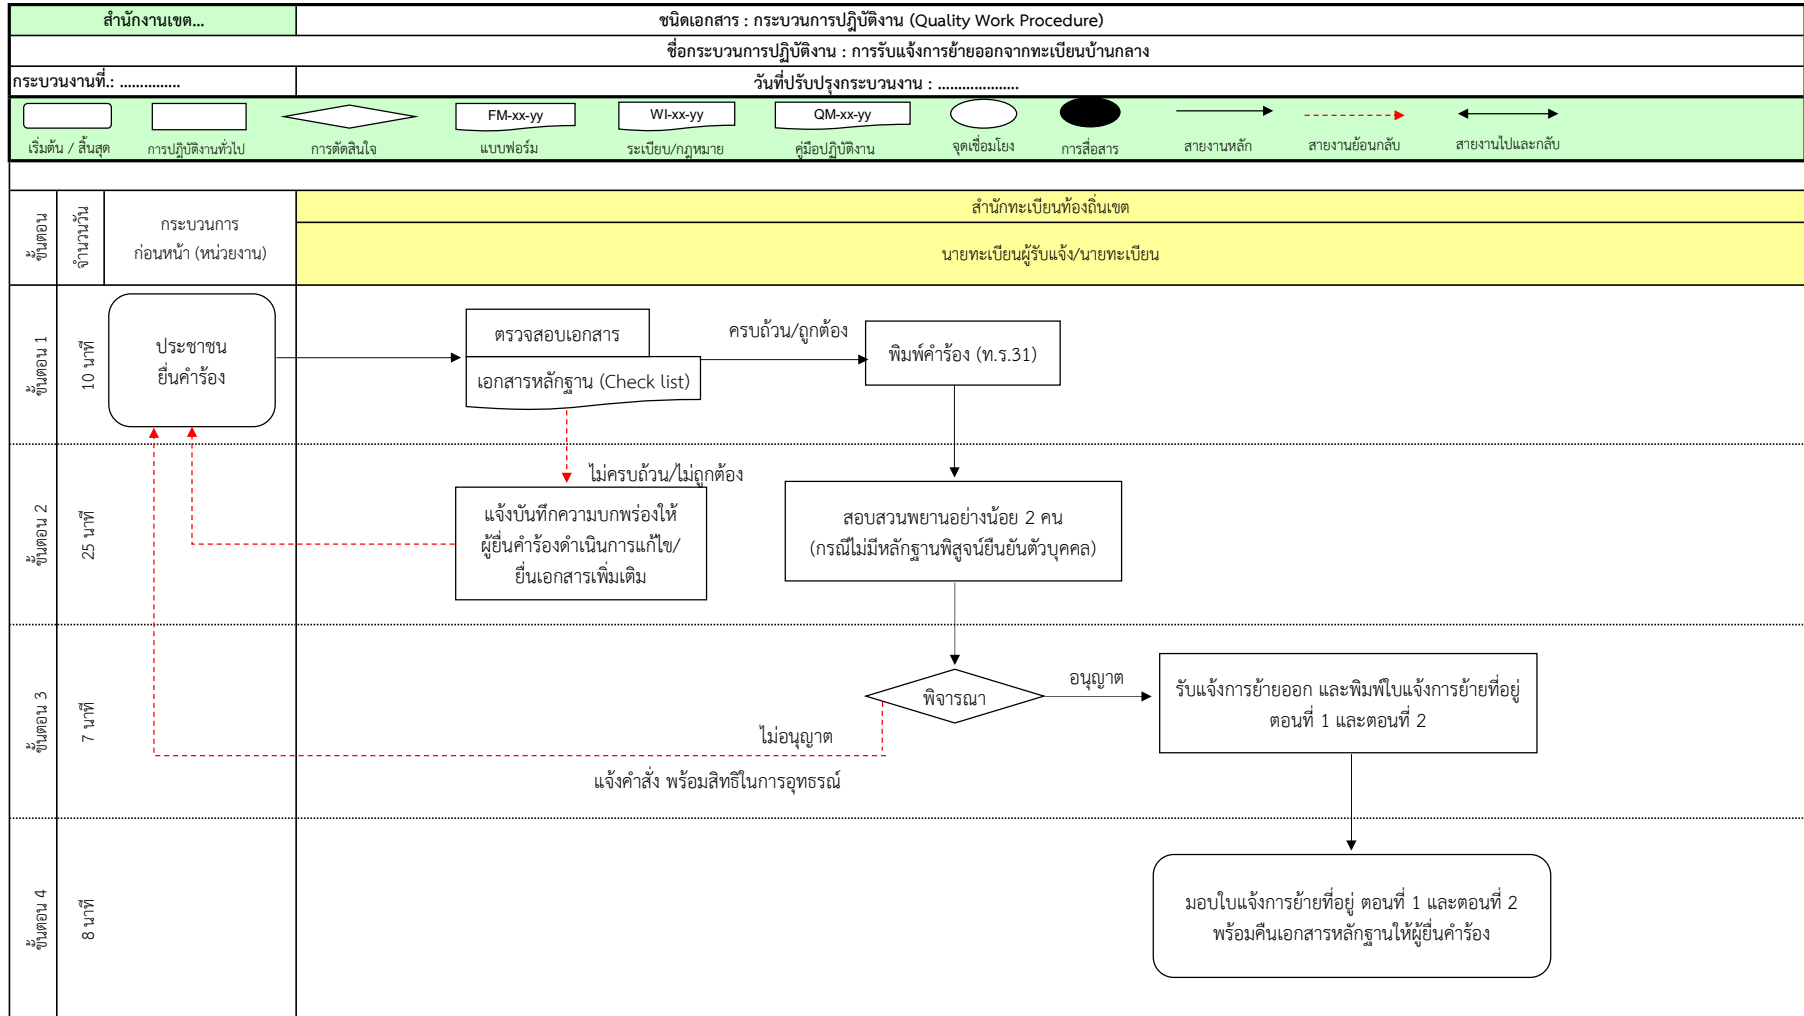 สำนักงานเขต...
ชนิดเอกสาร : กระบวนการปฏิบัติงาน (Quality Work Procedure)
ชื่อกระบวนการปฏิบัติงาน : การรับแจ้งการย้ายออกจากทะเบียนบ้านกลาง
กระบวนงานที่.: ...............
วันที่ปรับปรุงกระบวนงาน : ....................
FM-xx-yy
WI-xx-yy
QM-xx-yy
เริ่มต้น / สิ้นสุด
การปฏิบัติงานทั่วไป
การตัดสินใจ
แบบฟอร์ม
ระเบียบ/กฎหมาย
คู่มือปฏิบัติงาน
จุดเชื่อมโยง
การสื่อสาร
สายงานหลัก
สายงานย้อนกลับ
สายงานไปและกลับ
ขั้นตอน
จำนวนวัน
กระบวนการ
ก่อนหน้า (หน่วยงาน)
สำนักทะเบียนท้องถิ่นเขต
นายทะเบียนผู้รับแจ้ง/นายทะเบียน
ขั้นตอน 1
10 นาที
ประชาชน
ยื่นคำร้อง
ตรวจสอบเอกสาร
เอกสารหลักฐาน (Check list)
ครบถ้วน/ถูกต้อง
พิมพ์คำร้อง (ท.ร.31)
ขั้นตอน 2
25 นาที
ไม่ครบถ้วน/ไม่ถูกต้อง
แจ้งบันทึกความบกพร่องให้
ผู้ยื่นคำร้องดำเนินการแก้ไข/
ยื่นเอกสารเพิ่มเติม
สอบสวนพยานอย่างน้อย 2 คน
(กรณีไม่มีหลักฐานพิสูจน์ยืนยันตัวบุคคล)
ขั้นตอน 3
7 นาที
พิจารณา
อนุญาต
รับแจ้งการย้ายออก และพิมพ์ใบแจ้งการย้ายที่อยู่
ตอนที่ 1 และตอนที่ 2
ไม่อนุญาต
แจ้งคำสั่ง พร้อมสิทธิในการอุทธรณ์
ขั้นตอน 4
8 นาที
มอบใบแจ้งการย้ายที่อยู่ ตอนที่ 1 และตอนที่ 2
พร้อมคืนเอกสารหลักฐานให้ผู้ยื่นคำร้อง